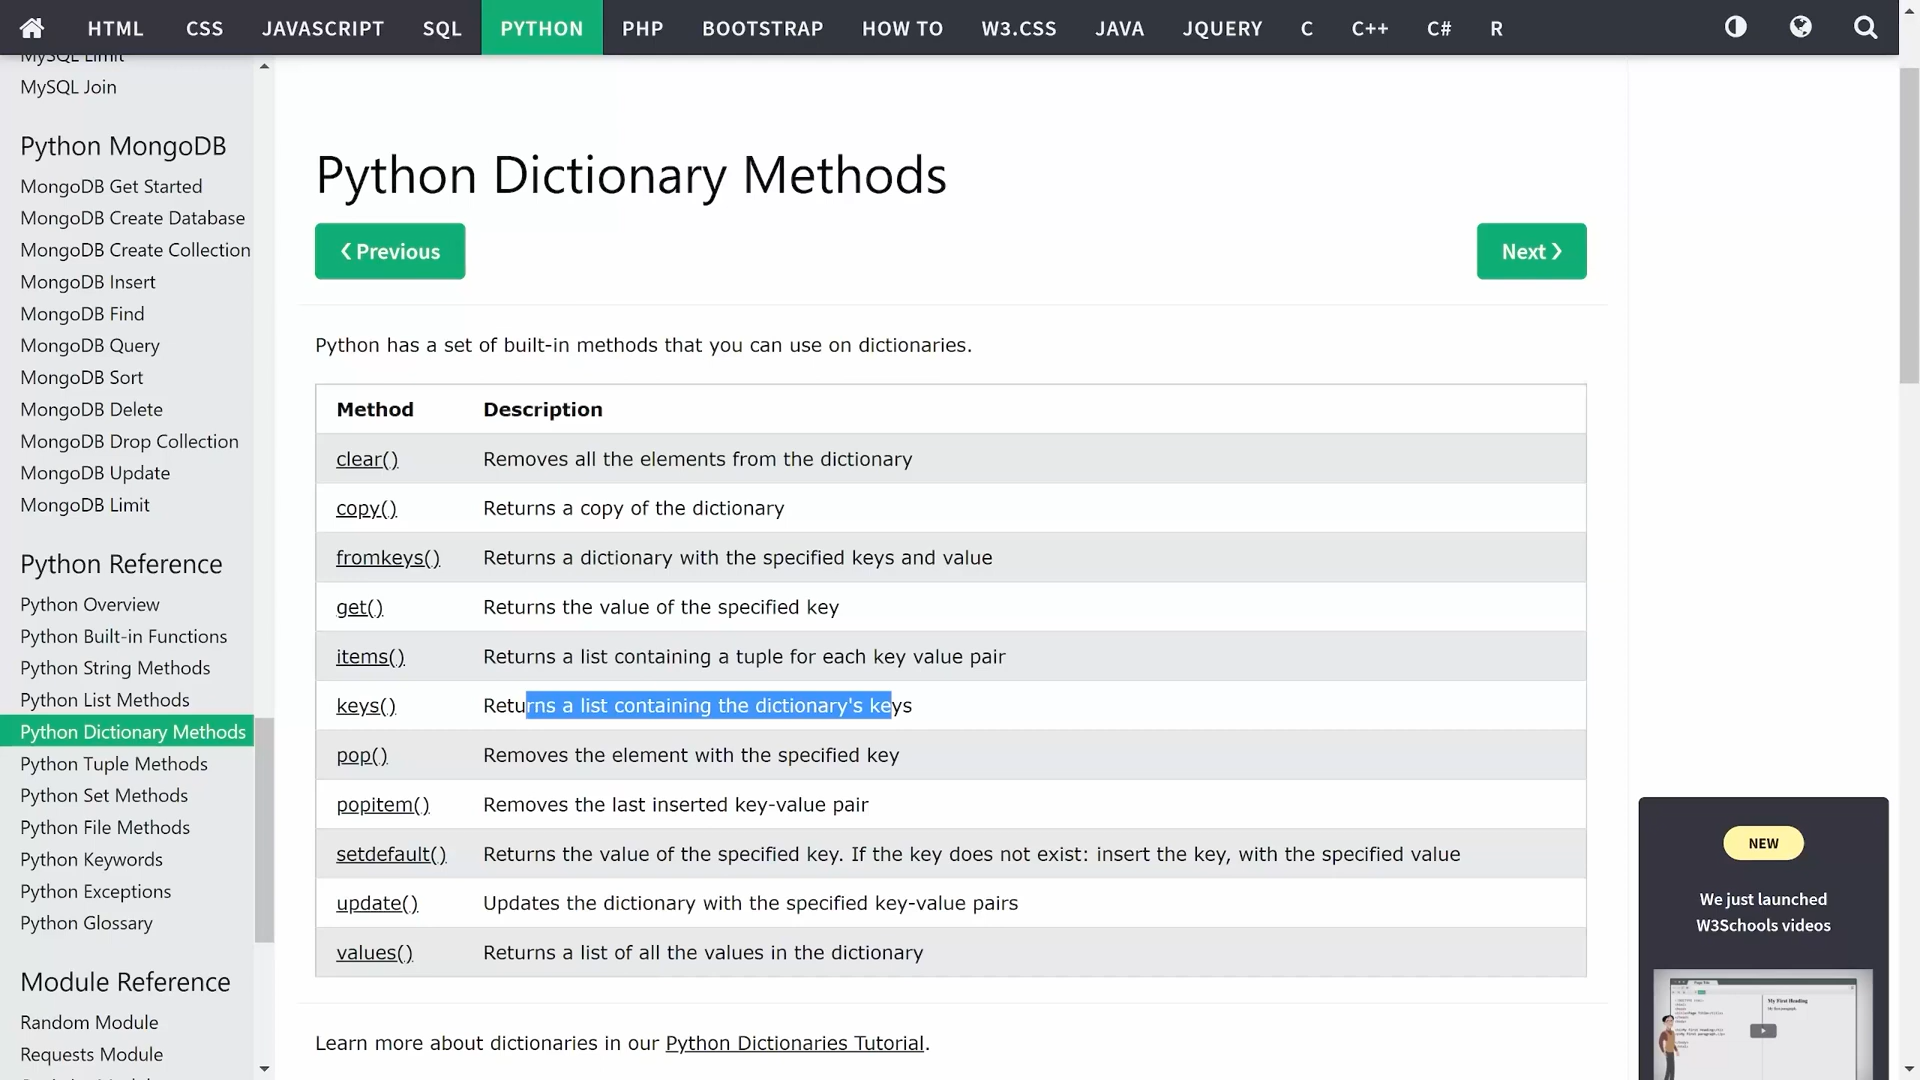 HTML CSS JAVASCRIPT SQL PYTHON PHP BOOTSTRAP HOW TO W3.CSS JAVA JQUERY C C++ C# R
MySQL Limit
MySQL Join
Python MongoDB
MongoDB Get Started
MongoDB Create Database
MongoDB Create Collection
MongoDB Insert
MongoDB Find
MongoDB Query
MongoDB Sort
MongoDB Delete
MongoDB Drop Collection
MongoDB Update
MongoDB Limit
Python Reference
Python Overview
Python Built-in Functions
Python String Methods
Python List Methods
Python Dictionary Methods
Python Tuple Methods
Python Set Methods
Python File Methods
Python Keywords
Python Exceptions
Python Glossary
Module Reference
Random Module
Requests Module
Python Dictionary Methods
❮ Previous
Next ❯
Python has a set of built-in methods that you can use on dictionaries.
Method Description
clear() Removes all the elements from the dictionary
copy() Returns a copy of the dictionary
fromkeys() Returns a dictionary with the specified keys and value
get() Returns the value of the specified key
items() Returns a list containing a tuple for each key value pair
keys() Returns a list containing the dictionary's keys
pop() Removes the element with the specified key
popitem() Removes the last inserted key-value pair
setdefault() Returns the value of the specified key. If the key does not exist: insert the key, with the specified value
update() Updates the dictionary with the specified key-value pairs
values() Returns a list of all the values in the dictionary
Learn more about dictionaries in our Python Dictionaries Tutorial.
NEW
We just launched
W3Schools videos
My First Heading